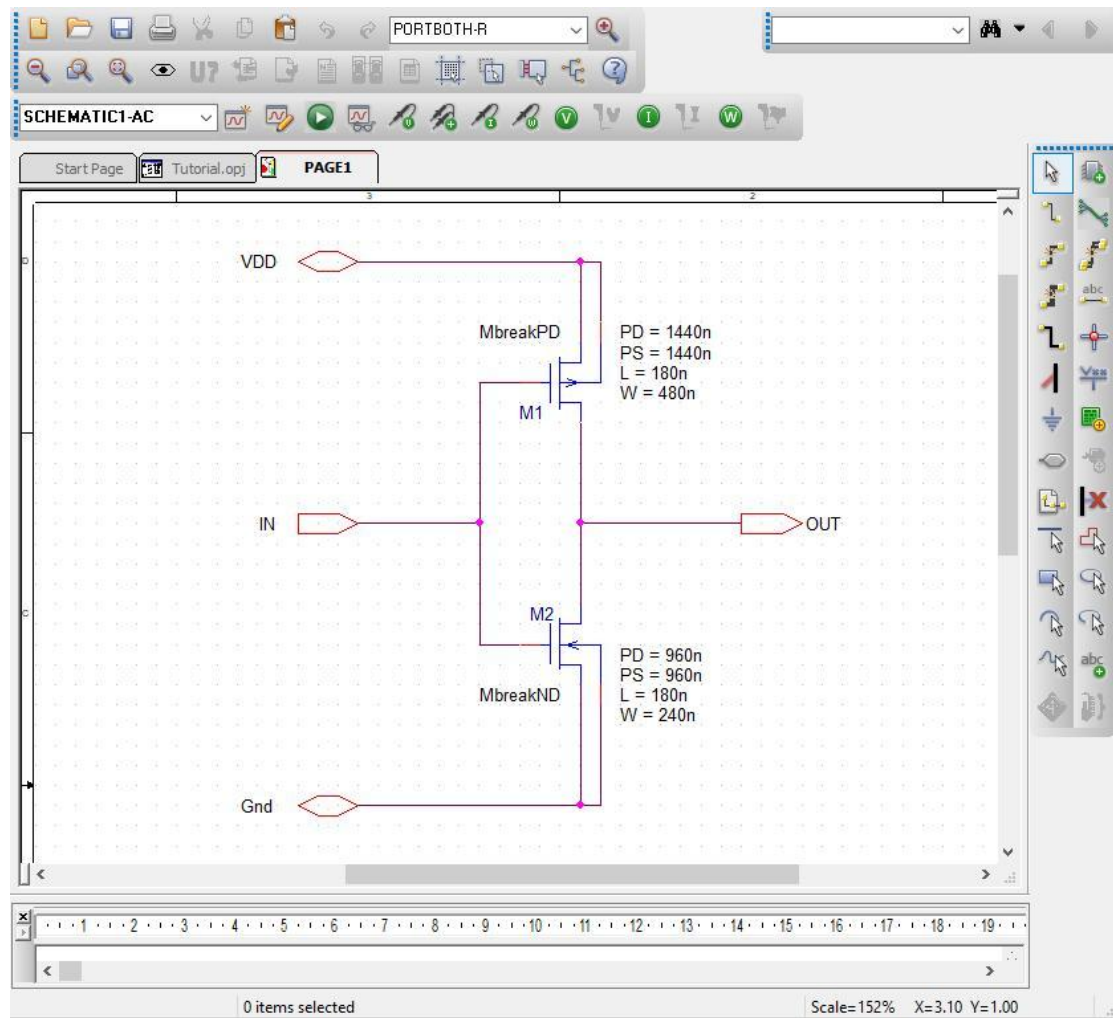 PORTBOTH-R
U?
SCHEMATIC1-AC
V
I
W
Start Page
Tutorial.opj
PAGE1
3
2
D
VDD
MbreakPD
PD = 1440n
PS = 1440n
L = 180n
W = 480n
M1
IN
OUT
C
M2
PD = 960n
PS = 960n
L = 180n
W = 240n
MbreakND
Gnd
abc
abc
1 2 3 4 5 6 7 8 9 10 11 12 13 14 15 16 17 18 19
0 items selected
Scale=152% X=3.10 Y=1.00